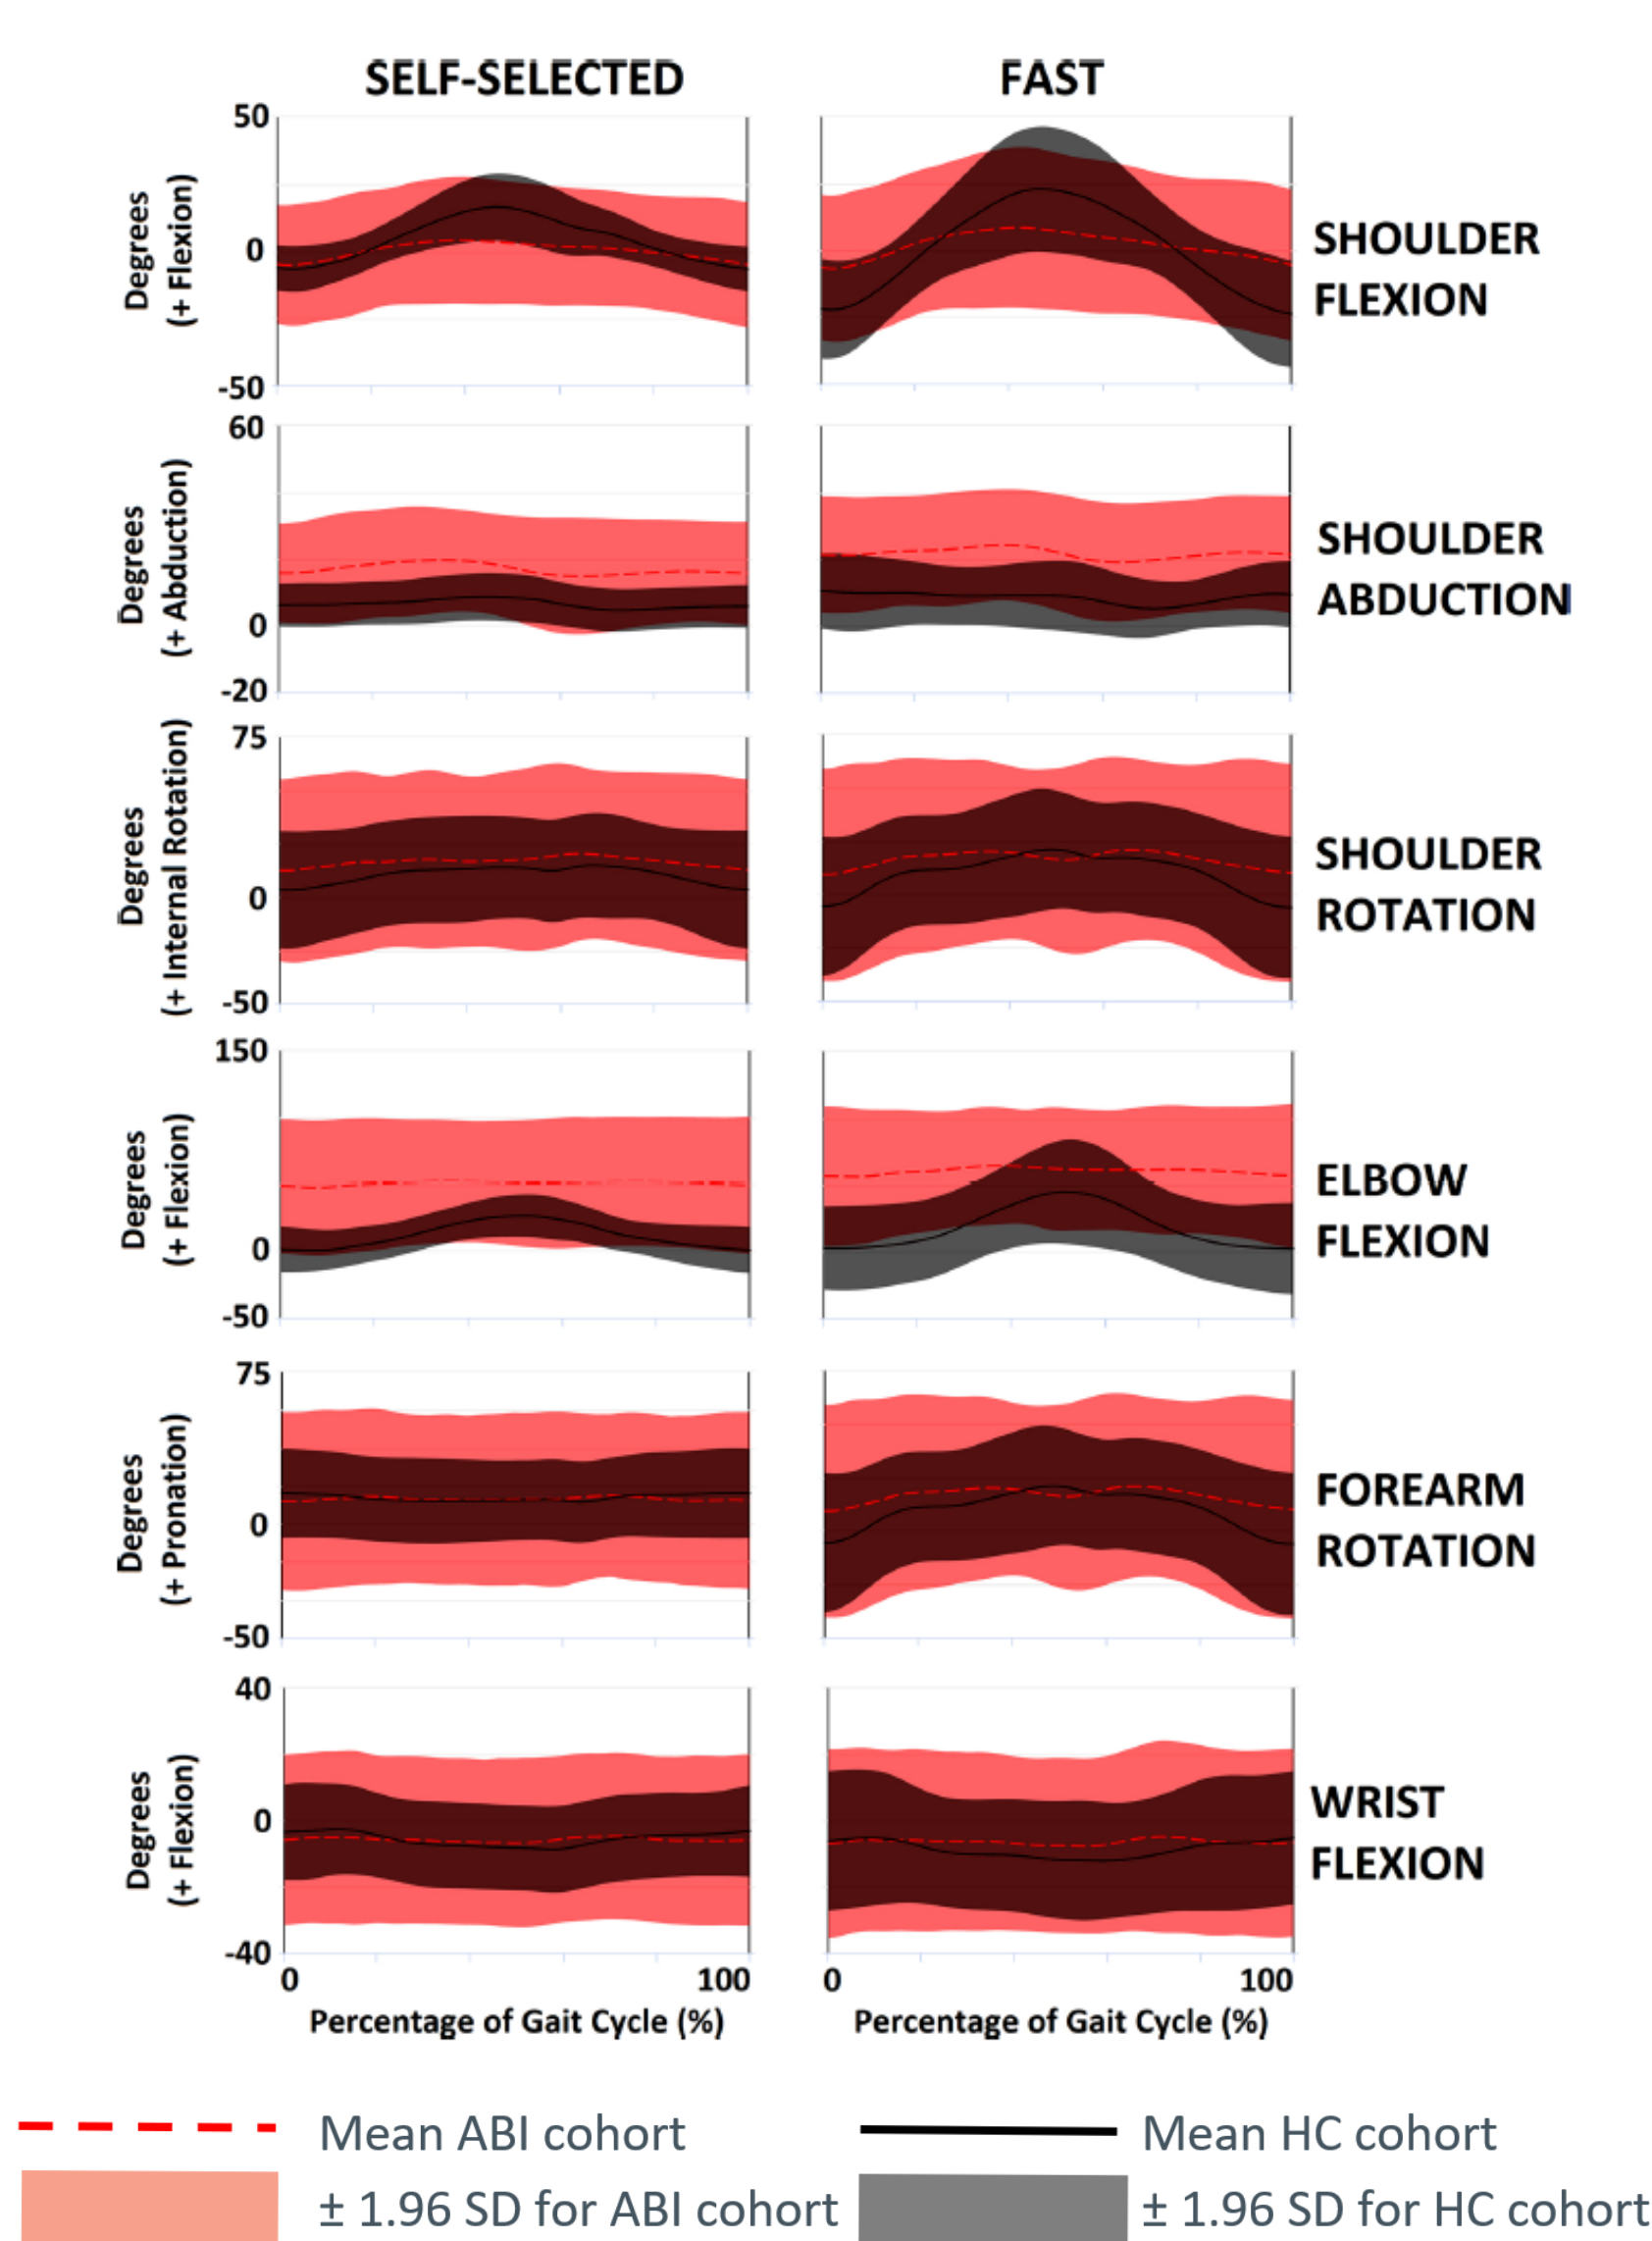 SELF-SELECTED
FAST
50
0
-50
Degrees
(+ Flexion)
SHOULDER
FLEXION
60
0
-20
Degrees
(+ Abduction)
SHOULDER
ABDUCTION
75
0
-50
Degrees
(+ Internal Rotation)
SHOULDER
ROTATION
150
0
-50
Degrees
(+ Flexion)
ELBOW
FLEXION
75
0
-50
Degrees
(+ Pronation)
FOREARM
ROTATION
40
0
-40
Degrees
(+ Flexion)
WRIST
FLEXION
0 100
0 100
Percentage of Gait Cycle (%)
Percentage of Gait Cycle (%)
Mean ABI cohort
Mean HC cohort
± 1.96 SD for ABI cohort
± 1.96 SD for HC cohort